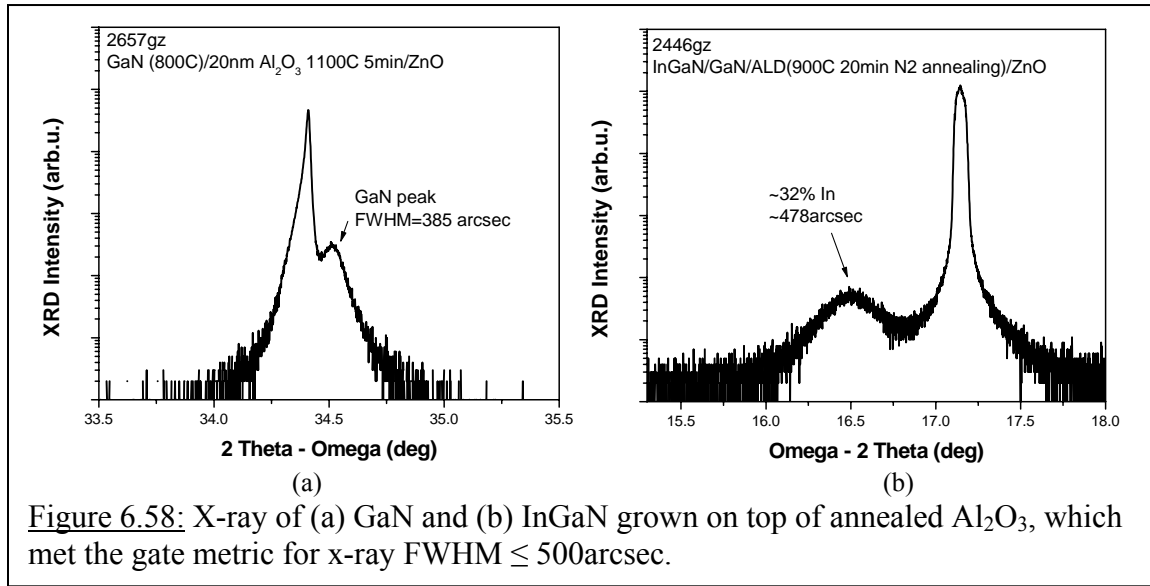 2657gz
GaN (800C)/20nm Al₂O₃ 1100C 5min/ZnO
GaN peak
FWHM=385 arcsec
XRD Intensity (arb.u.)
33.5 34.0 34.5 35.0 35.5
2 Theta - Omega (deg)
(a)
2446gz
InGaN/GaN/ALD(900C 20min N2 annealing)/ZnO
~32% In
~478arcsec
XRD Intensity (arb.u.)
15.5 16.0 16.5 17.0 17.5 18.0
Omega - 2 Theta (deg)
(b)
Figure 6.58: X-ray of (a) GaN and (b) InGaN grown on top of annealed Al₂O₃, which
met the gate metric for x-ray FWHM ≤ 500arcsec.